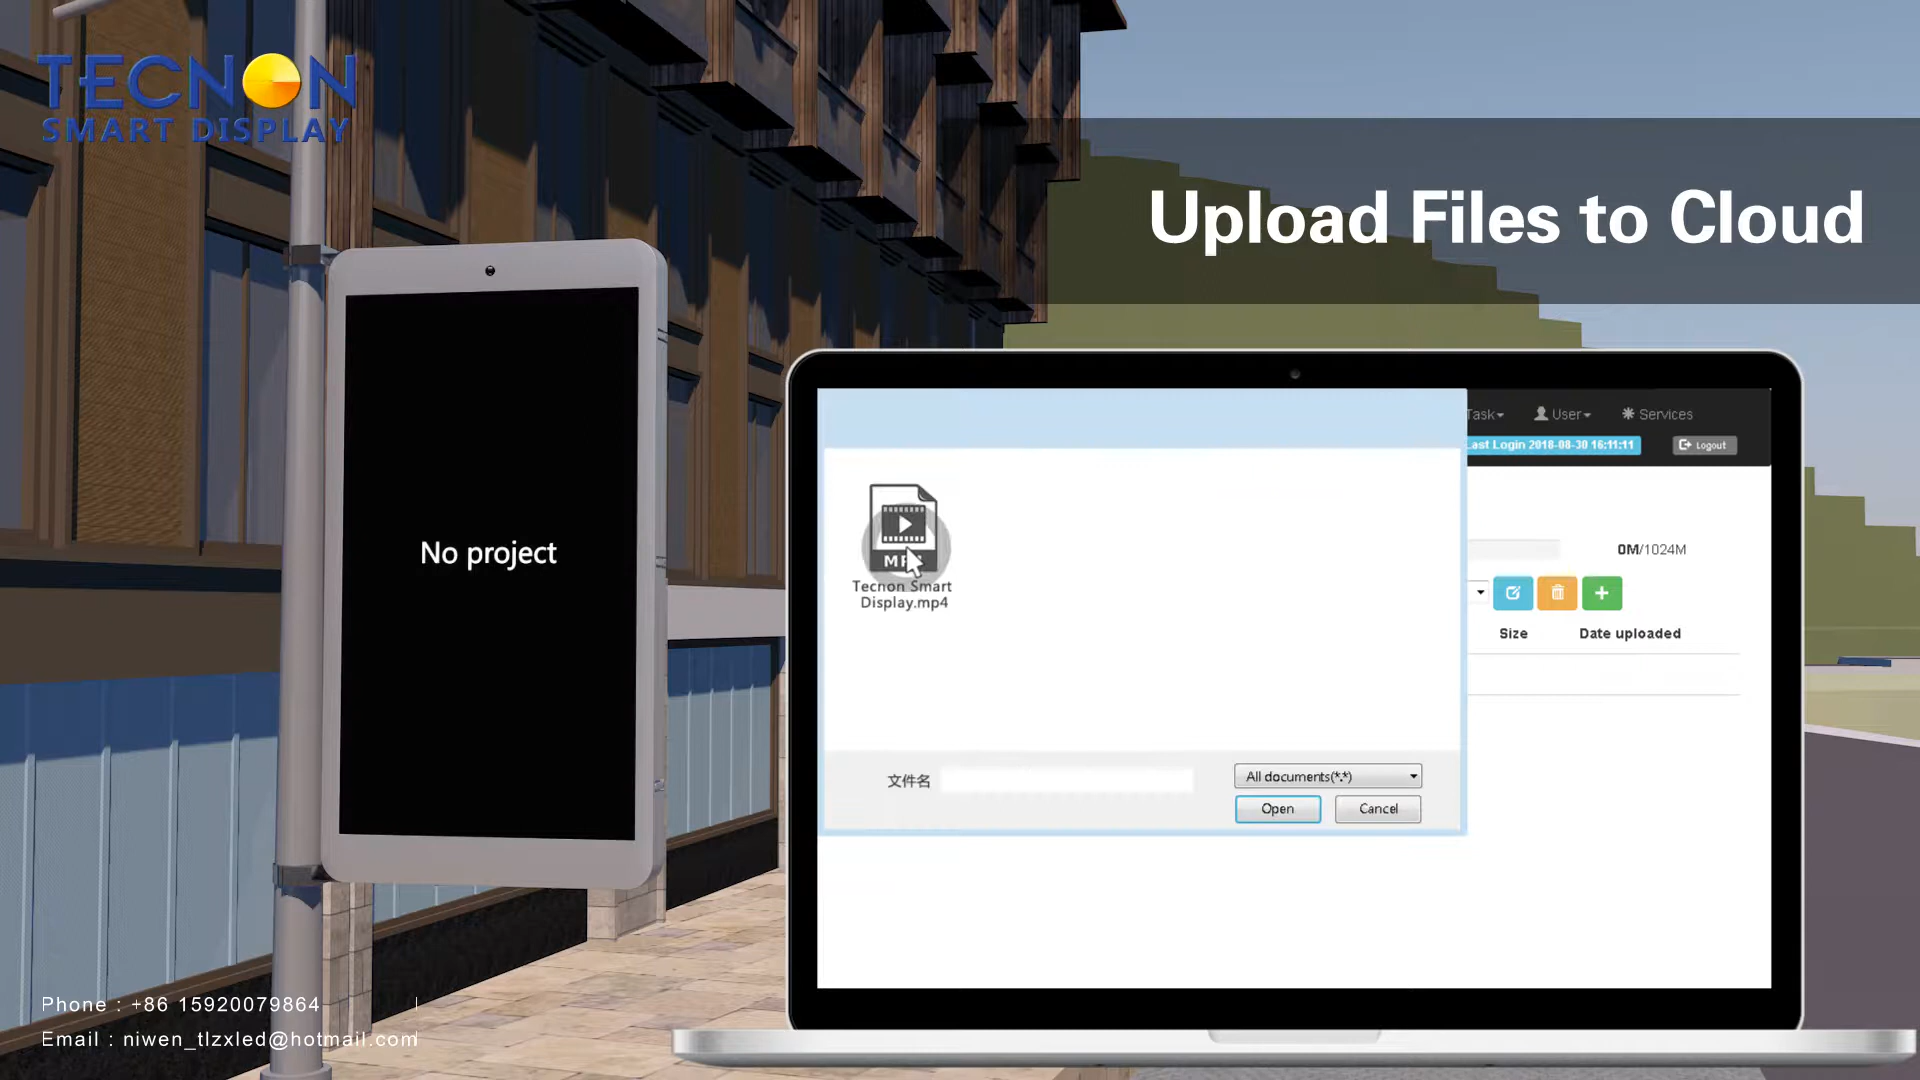 TECNON
SMART DISPLAY
Upload Files to Cloud
No project
Task
User
Services
Last Login 2018-08-30 16:11:11
Logout
MP4
Tecnon Smart
Display.mp4
0M/1024M
Size
Date uploaded
文件名
All documents(*.*)
Open
Cancel
Phone : +86 15920079864
Email : niwen_tlzxled@hotmail.com